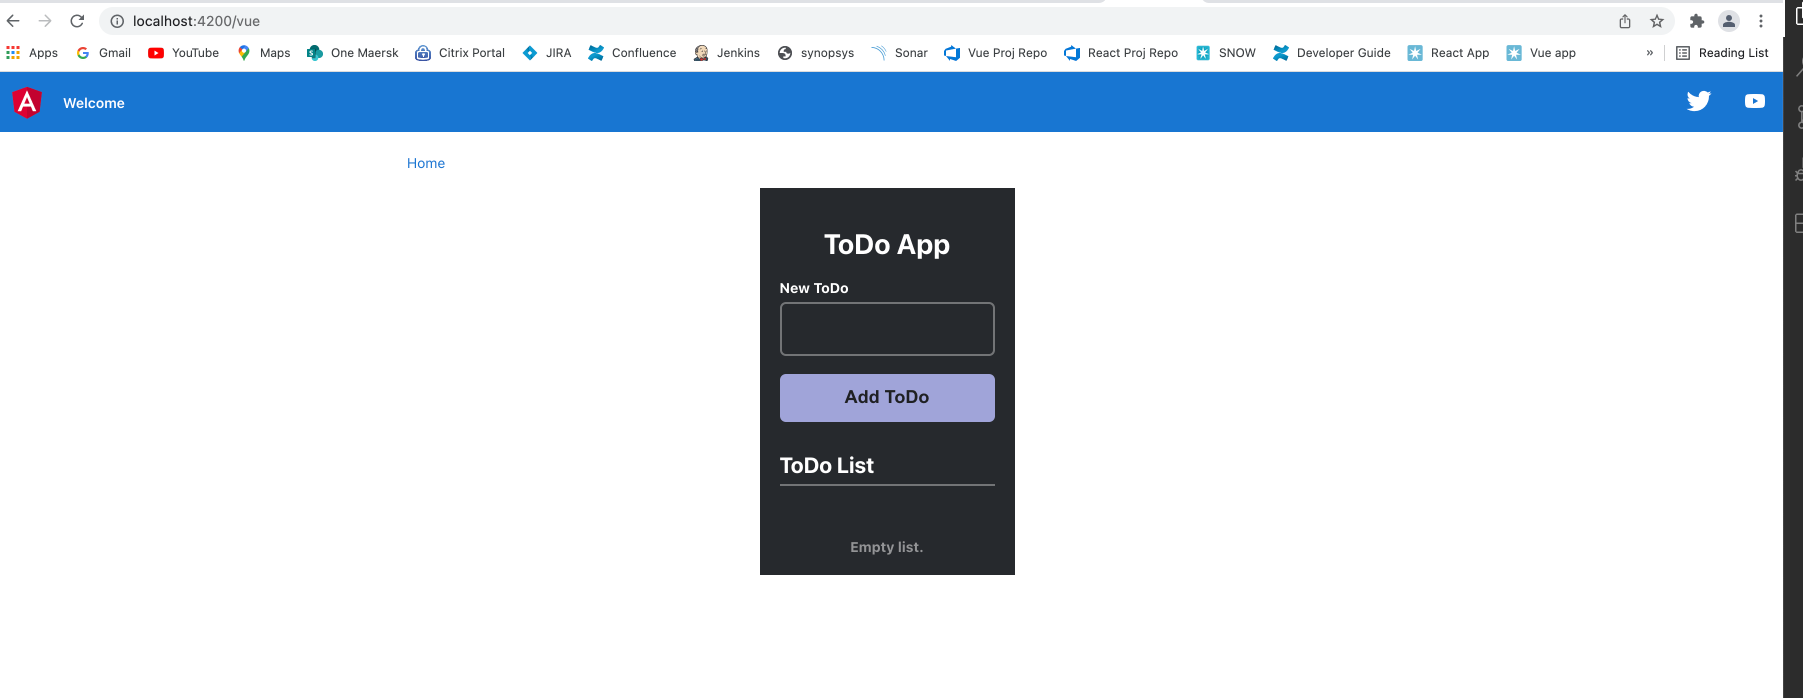 localhost:4200/vue
Apps Gmail YouTube Maps One Maersk Citrix Portal JIRA Confluence Jenkins synopsys Sonar Vue Proj Repo React Proj Repo SNOW Developer Guide React App Vue app » Reading List
Welcome
Home
ToDo App
New ToDo
Add ToDo
ToDo List
Empty list.